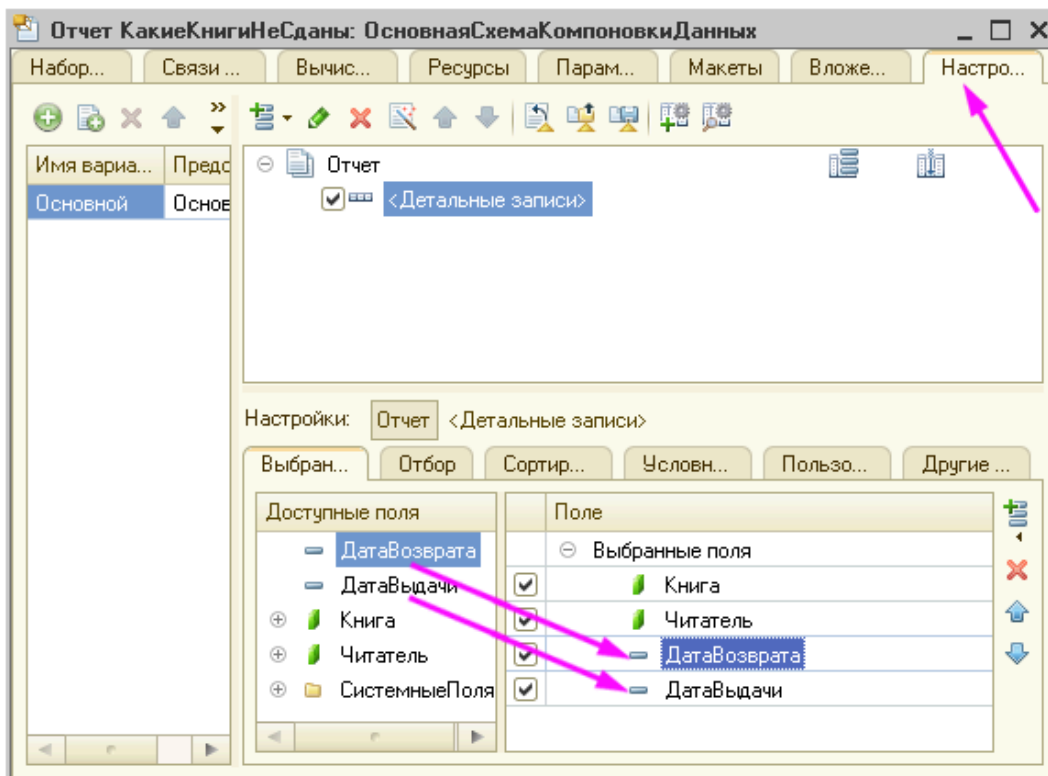 Отчет КакиеКнигиНеСданы: ОсновнаяСхемаКомпоновкиДанных
Набор... Связи ... Вычис... Ресурсы Парам... Макеты Вложе... Настро...
Имя вариа... Предс
Основной Основ
Отчет
<Детальные записи>
Настройки: Отчет <Детальные записи>
Выбран... Отбор Сортир... Условн... Пользо... Другие ...
Доступные поля
ДатаВозврата
ДатаВыдачи
Книга
Читатель
СистемныеПоля
Поле
Выбранные поля
Книга
Читатель
ДатаВозврата
ДатаВыдачи